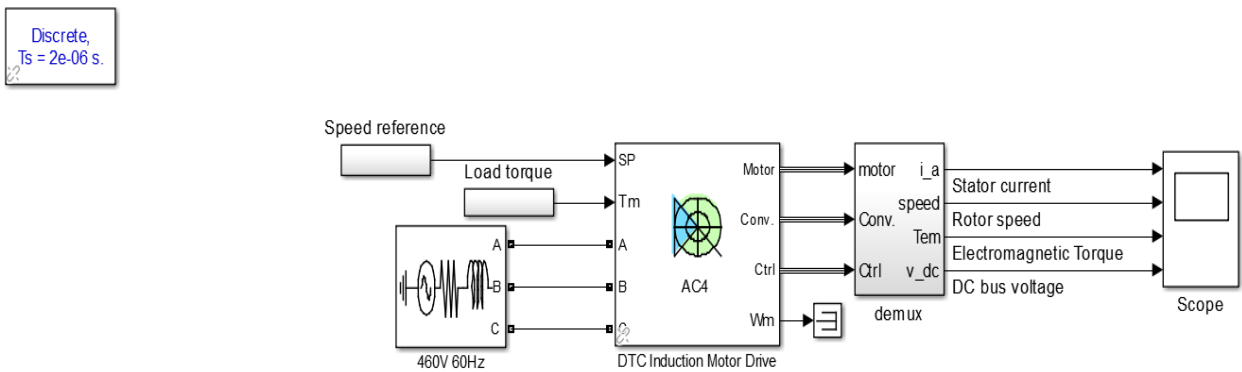 Discrete,
Ts = 2e-06 s.
Speed reference
Load torque
SP
Tm
A
B
C
A
B
C
460V 60Hz
Motor
Conv.
Ctrl
Wm
AC4
DTC Induction Motor Drive
motor
Conv.
Ctrl
i_a
speed
Tem
v_dc
demux
Stator current
Rotor speed
Electromagnetic Torque
DC bus voltage
Scope